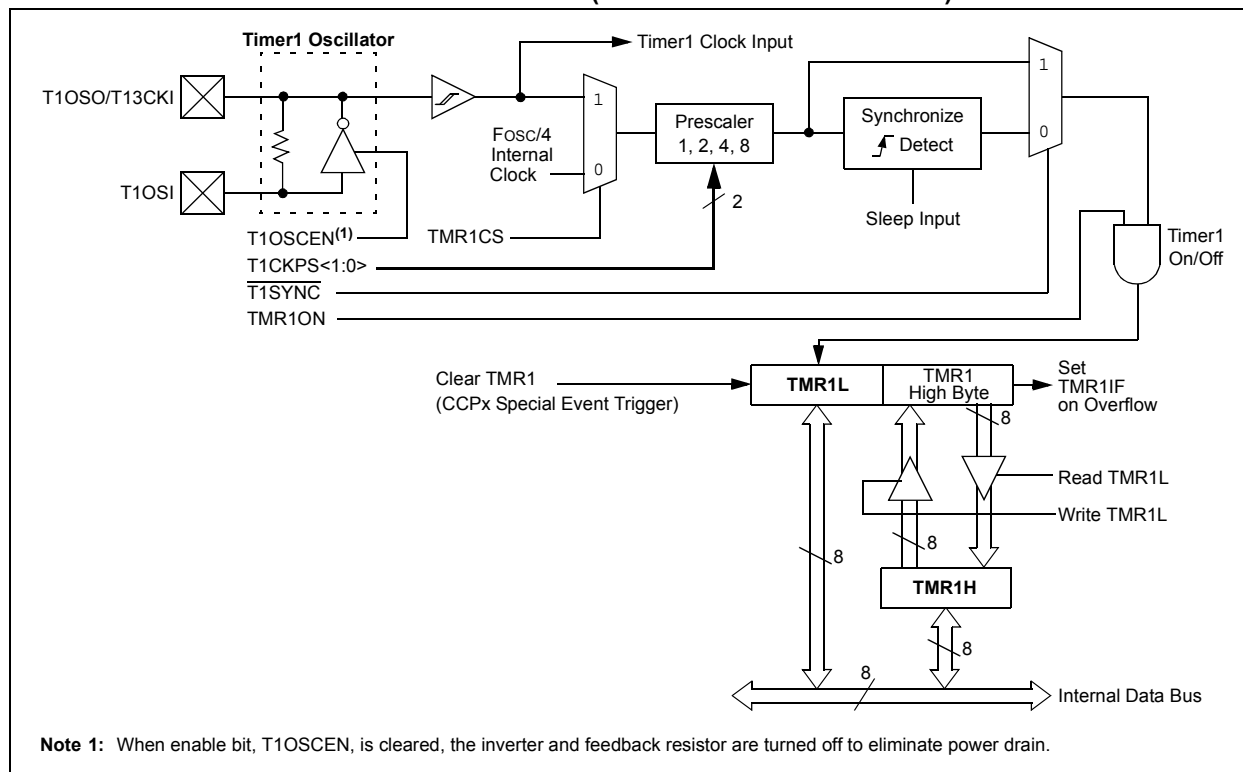 Timer1 Oscillator
Timer1 Clock Input
T1OSO/T13CKI
1
1
FOSC/4
Internal
Clock
0
Prescaler
1, 2, 4, 8
Synchronize
Detect
0
T1OSI
2
Sleep Input
T1OSCEN(1)
TMR1CS
T1CKPS<1:0>
T1SYNC
TMR1ON
Timer1
On/Off
Clear TMR1
(CCPx Special Event Trigger)
TMR1L
TMR1
High Byte
Set
TMR1IF
on Overflow
8
Read TMR1L
Write TMR1L
8
8
TMR1H
8
8
Internal Data Bus
Note 1: When enable bit, T1OSCEN, is cleared, the inverter and feedback resistor are turned off to eliminate power drain.